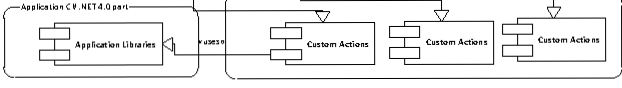 Application C# .NET 4.0 part
Application Libraries
«uses»
Custom Actions
Custom Actions
Custom Actions